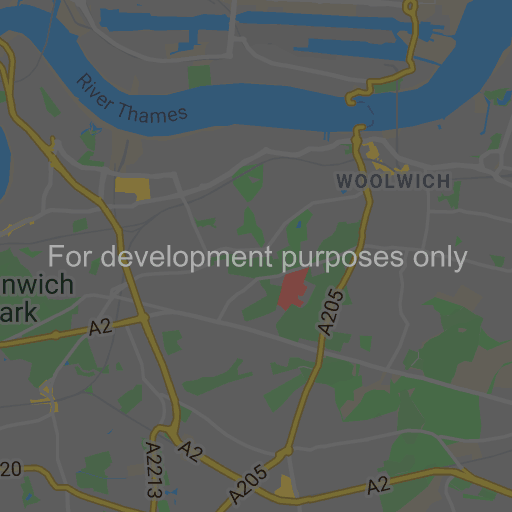 River Thames
WOOLWICH
For development purposes only
nwich
ark
A2
A205
20
A2213
A2
A205
A2